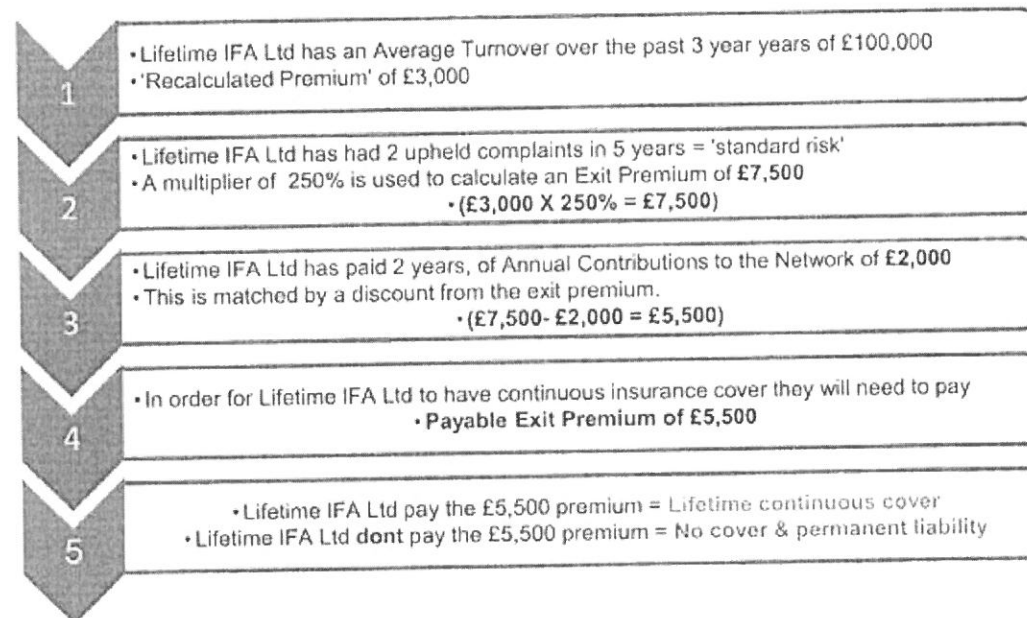 1
•Lifetime IFA Ltd has an Average Turnover over the past 3 year years of £100,000
•'Recalculated Premium' of £3,000
2
•Lifetime IFA Ltd has had 2 upheld complaints in 5 years = 'standard risk'
•A multiplier of 250% is used to calculate an Exit Premium of £7,500
•(£3,000 X 250% = £7,500)
3
•Lifetime IFA Ltd has paid 2 years, of Annual Contributions to the Network of £2,000
•This is matched by a discount from the exit premium.
•(£7,500- £2,000 = £5,500)
4
•In order for Lifetime IFA Ltd to have continuous insurance cover they will need to pay
•Payable Exit Premium of £5,500
5
•Lifetime IFA Ltd pay the £5,500 premium = Lifetime continuous cover
•Lifetime IFA Ltd dont pay the £5,500 premium = No cover & permanent liability